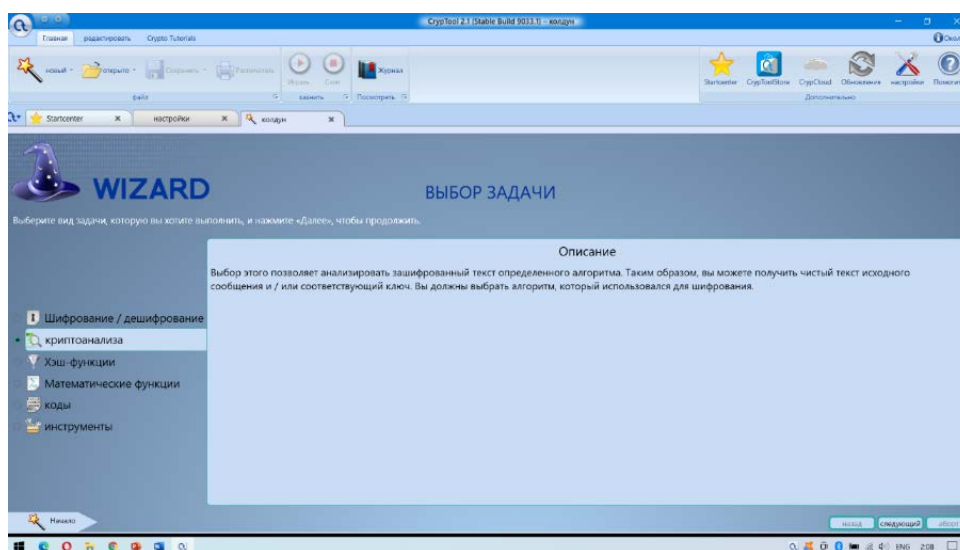 CrypTool 2.1 (Stable Build 9033.1) – колдун
Главная редактировать Crypto Tutorials
новый открыто Сохранить Распечатать Играть Стоп Журнал
Startcenter CrypToolStore CrypCloud Обновления настройки
файл Посмотреть Дополнительно
Startcenter настройки колдун
WIZARD
ВЫБОР ЗАДАЧИ
Выберите вид задачи, которую вы хотите выполнить, и нажмите «Далее», чтобы продолжить.
Описание
Выбор этого позволяет анализировать зашифрованный текст определенного алгоритма. Таким образом, вы можете получить чистый текст исходного
сообщения и / или соответствующий ключ. Вы должны выбрать алгоритм, который использовался для шифрования.
Шифрование / дешифрование
криптоанализа
Хэш-функции
Математические функции
коды
инструменты
Начало
назад следующий аборт
ENG 2:08